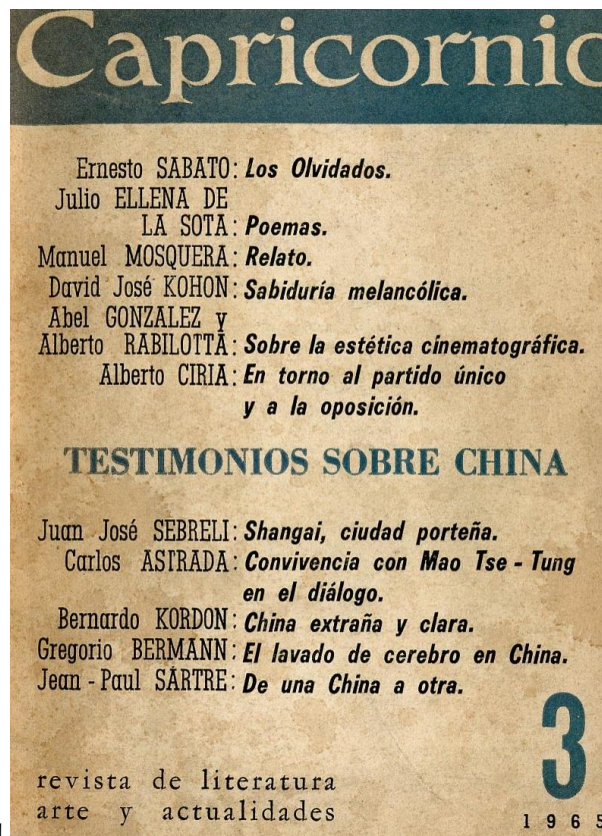 Capricornio
Ernesto SABATO: Los Olvidados.
Julio ELLENA DE
LA SOTA: Poemas.
Manuel MOSQUERA: Relato.
David José KOHON: Sabiduría melancólica.
Abel GONZALEZ y
Alberto RABILOTTA: Sobre la estética cinematográfica.
Alberto CIRIA: En torno al partido único
y a la oposición.
TESTIMONIOS SOBRE CHINA
Juan José SEBRELI: Shangai, ciudad porteña.
Carlos ASTRADA: Convivencia con Mao Tse-Tung
en el diálogo.
Bernardo KORDON: China extraña y clara.
Gregorio BERMANN: El lavado de cerebro en China.
Jean-Paul SARTRE: De una China a otra.
3
revista de literatura
arte y actualidades
1965